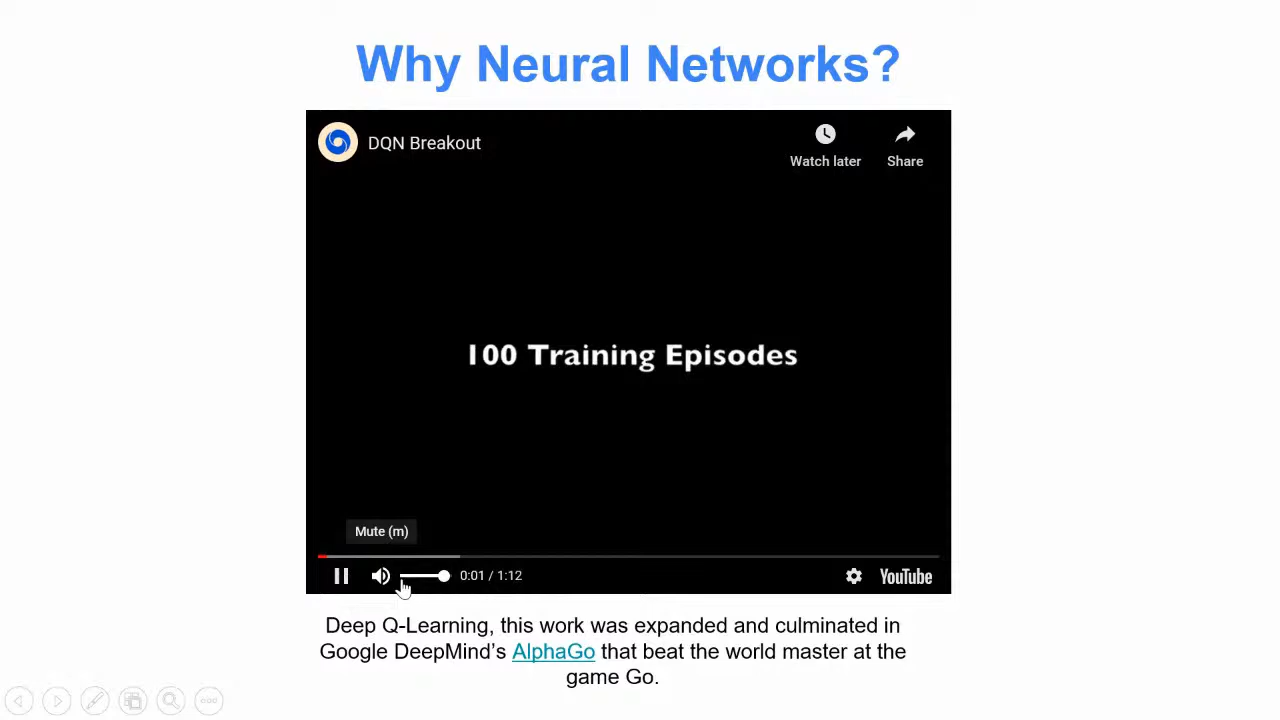 Why Neural Networks?
DQN Breakout
Watch later
Share
100 Training Episodes
Mute (m)
0:01 / 1:12
YouTube
Deep Q-Learning, this work was expanded and culminated in
Google DeepMind’s AlphaGo that beat the world master at the
game Go.